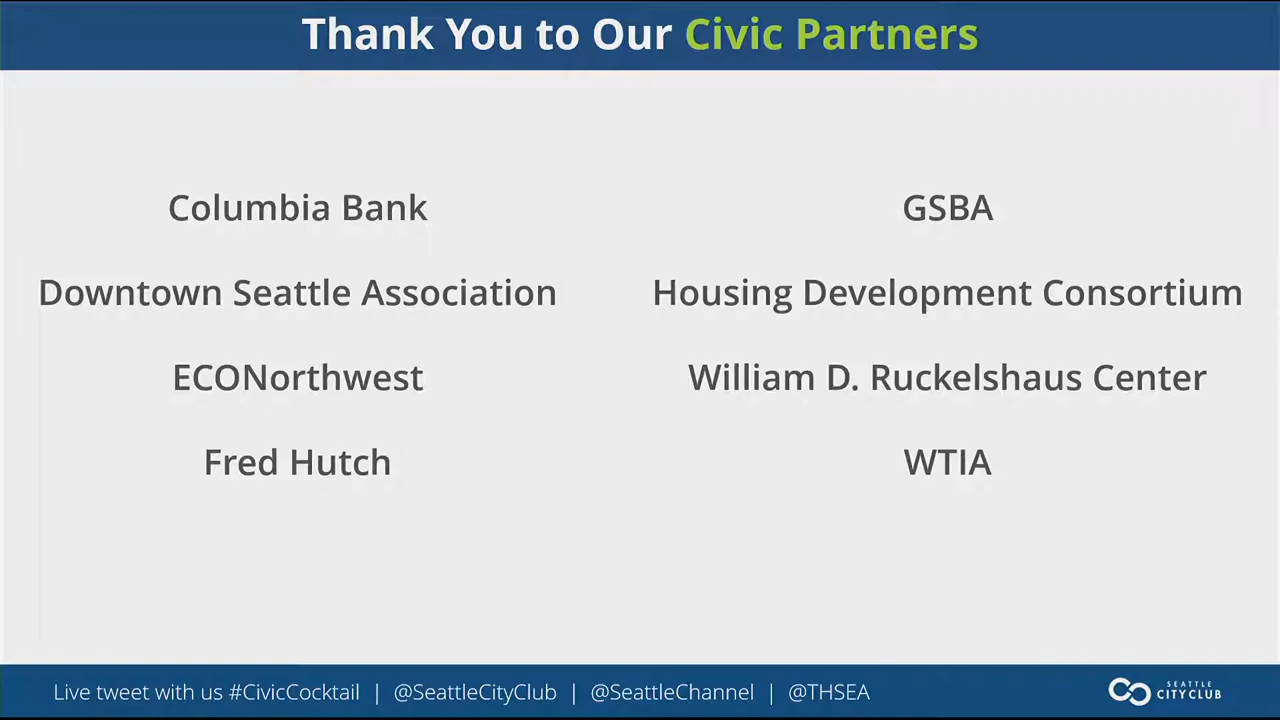 Thank You to Our Civic Partners
Columbia Bank
Downtown Seattle Association
ECONorthwest
Fred Hutch
GSBA
Housing Development Consortium
William D. Ruckelshaus Center
WTIA
Live tweet with us #CivicCocktail | @SeattleCityClub | @SeattleChannel | @THSEA
SEATTLE
CITYCLUB